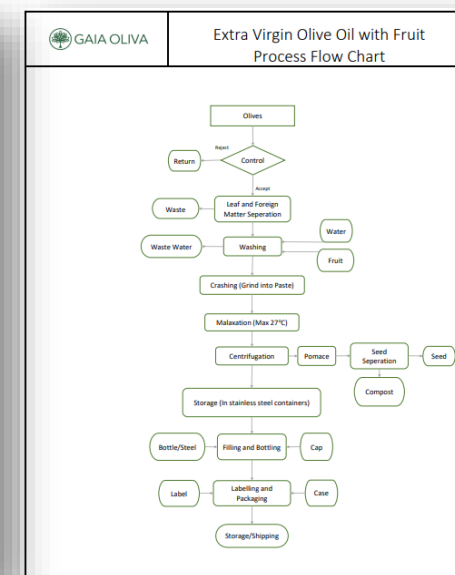 GAIA OLIVA
Extra Virgin Olive Oil with Fruit
Process Flow Chart
Olives
Reject
Return
Control
Accept
Waste
Leaf and Foreign
Matter Seperation
Water
Waste Water
Washing
Fruit
Crashing (Grind into Paste)
Malaxation (Max 27°C)
Centrifugation
Pomace
Seed
Seperation
Seed
Compost
Storage (In stainless steel containers)
Bottle/Steel
Filling and Bottling
Cap
Label
Labelling and
Packaging
Case
Storage/Shipping